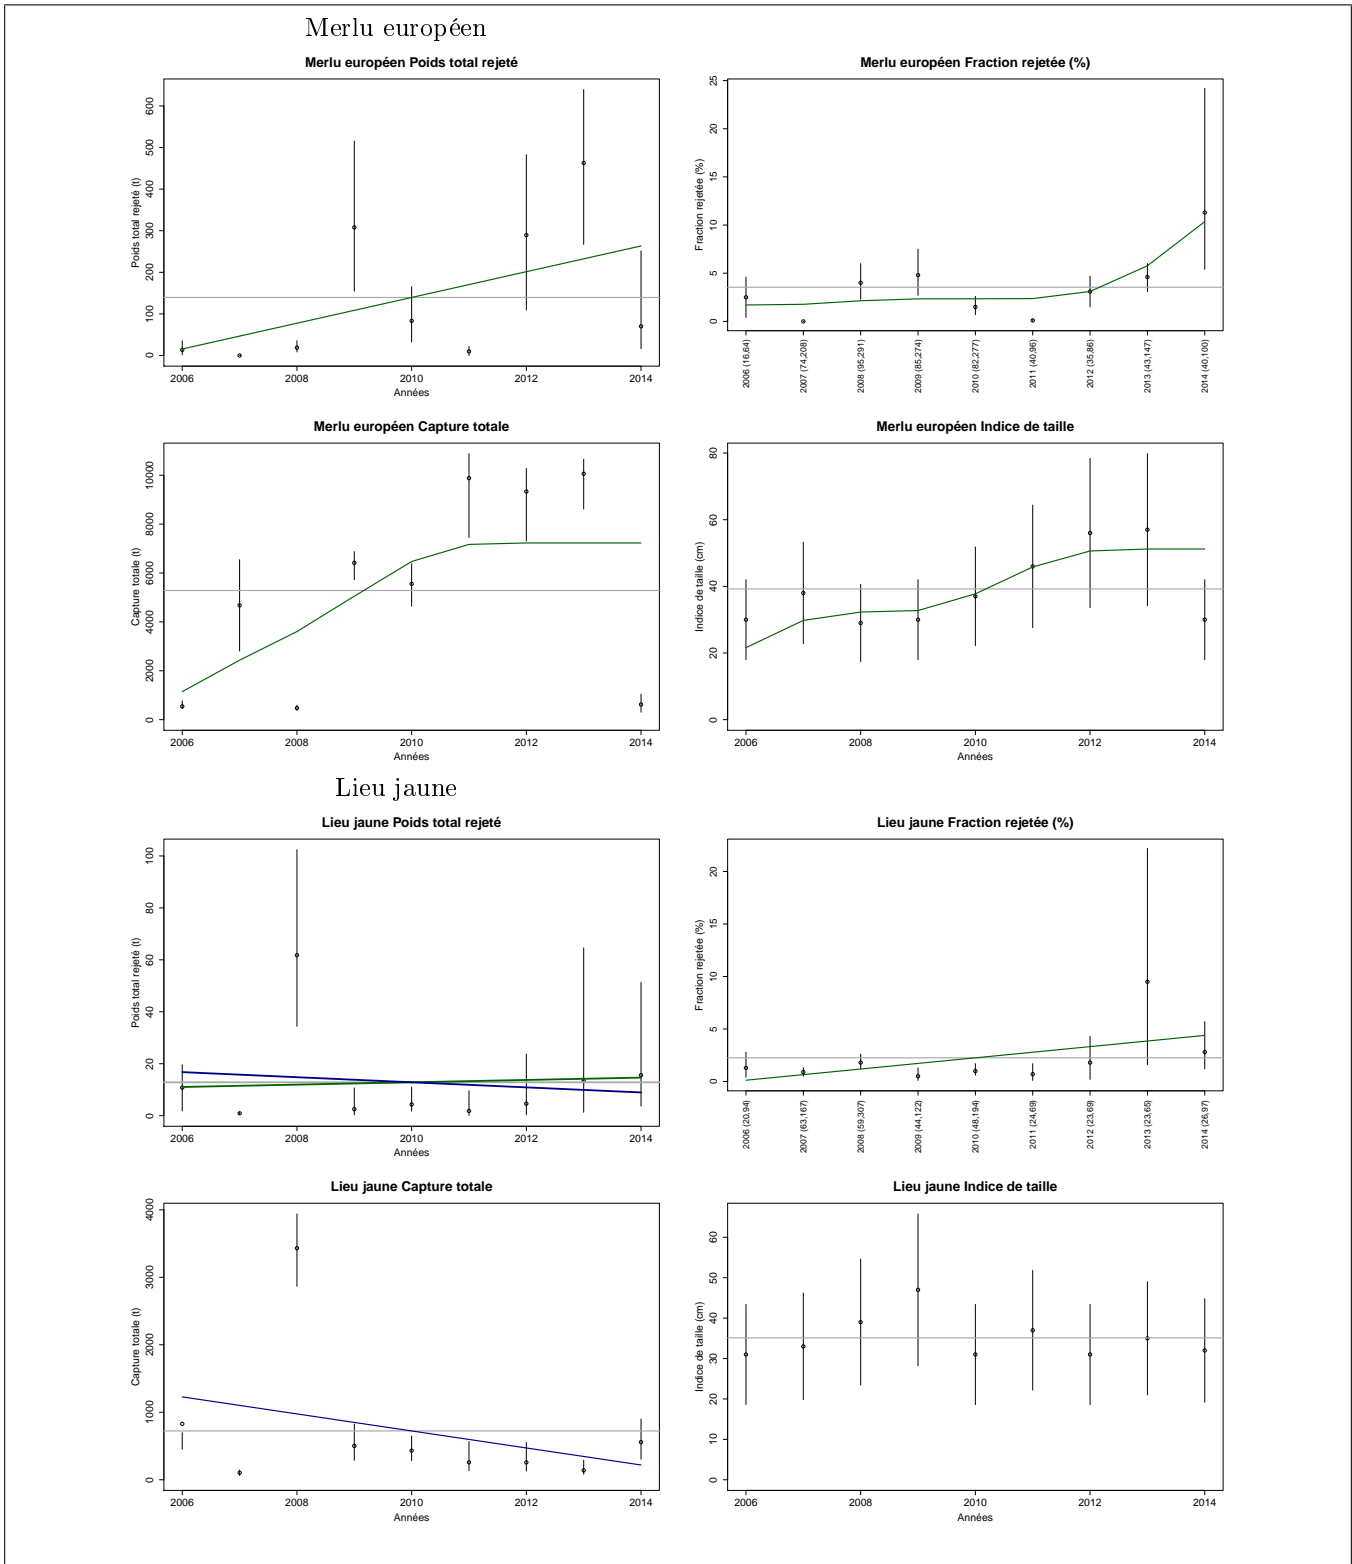 Merlu européen
Merlu européen Poids total rejeté
Poids total rejeté (t)
0 100 200 300 400 500 600
2006 2008 2010 2012 2014
Années
Merlu européen Fraction rejetée (%)
Fraction rejetée (%)
0 5 10 15 20 25
2006 (16,64)
2007 (74,208)
2008 (95,291)
2009 (85,274)
2010 (82,277)
2011 (40,96)
2012 (35,86)
2013 (43,147)
2014 (40,100)
Merlu européen Capture totale
Capture totale (t)
0 2000 4000 6000 8000 10000
2006 2008 2010 2012 2014
Années
Merlu européen Indice de taille
Indice de taille (cm)
0 20 40 60 80
2006 2008 2010 2012 2014
Années
Lieu jaune
Lieu jaune Poids total rejeté
Poids total rejeté (t)
0 20 40 60 80 100
2006 2008 2010 2012 2014
Années
Lieu jaune Fraction rejetée (%)
Fraction rejetée (%)
0 5 10 15 20
2006 (20,94)
2007 (63,167)
2008 (59,307)
2009 (44,122)
2010 (48,194)
2011 (24,69)
2012 (23,69)
2013 (23,65)
2014 (26,97)
Lieu jaune Capture totale
Capture totale (t)
0 1000 2000 3000 4000
2006 2008 2010 2012 2014
Années
Lieu jaune Indice de taille
Indice de taille (cm)
0 10 20 30 40 50 60
2006 2008 2010 2012 2014
Années